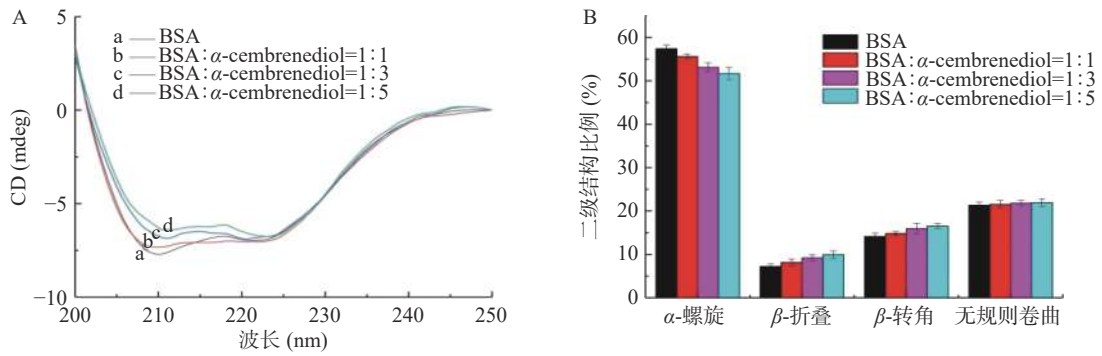 A
5
0
−5
−10
CD (mdeg)
a BSA
b BSA∶α-cembrenediol=1∶1
c BSA∶α-cembrenediol=1∶3
d BSA∶α-cembrenediol=1∶5
d
c
b
a
200 210 220 230 240 250
波长 (nm)
B
60
50
40
30
20
10
0
二级结构比例 (%)
BSA
BSA∶α-cembrenediol=1∶1
BSA∶α-cembrenediol=1∶3
BSA∶α-cembrenediol=1∶5
α-螺旋 β-折叠 β-转角 无规则卷曲